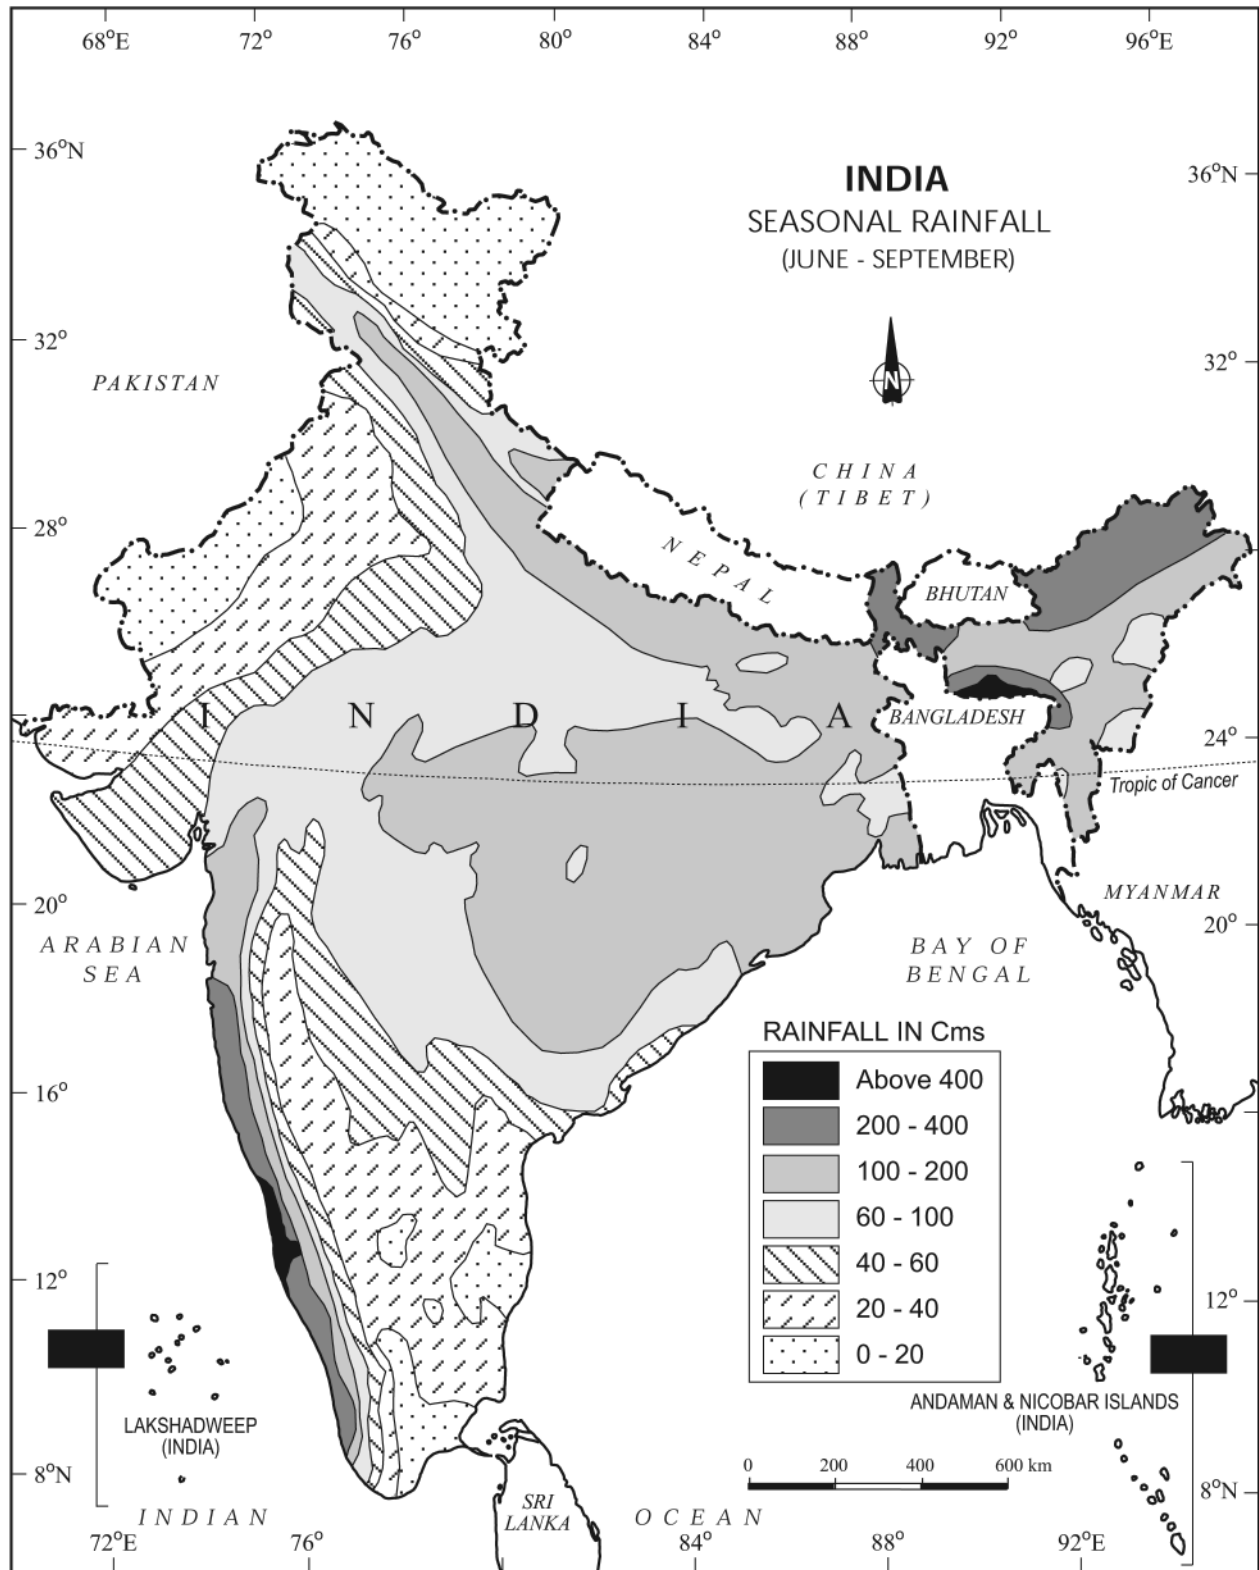 68°E 72° 76° 80° 84° 88° 92° 96°E
36°N
36°N
INDIA
SEASONAL RAINFALL
(JUNE - SEPTEMBER)
32°
32°
N
PAKISTAN
CHINA
(TIBET)
28°
NEPAL
BHUTAN
I N D I A
BANGLADESH
24°
Tropic of Cancer
20°
20°
MYANMAR
ARABIAN
SEA
BAY OF
BENGAL
RAINFALL IN Cms
Above 400
200 - 400
100 - 200
60 - 100
40 - 60
20 - 40
0 - 20
16°
12°
12°
LAKSHADWEEP
(INDIA)
ANDAMAN & NICOBAR ISLANDS
(INDIA)
0 200 400 600 km
8°N
8°N
SRI
LANKA
INDIAN OCEAN
72°E 76° 84° 88° 92°E